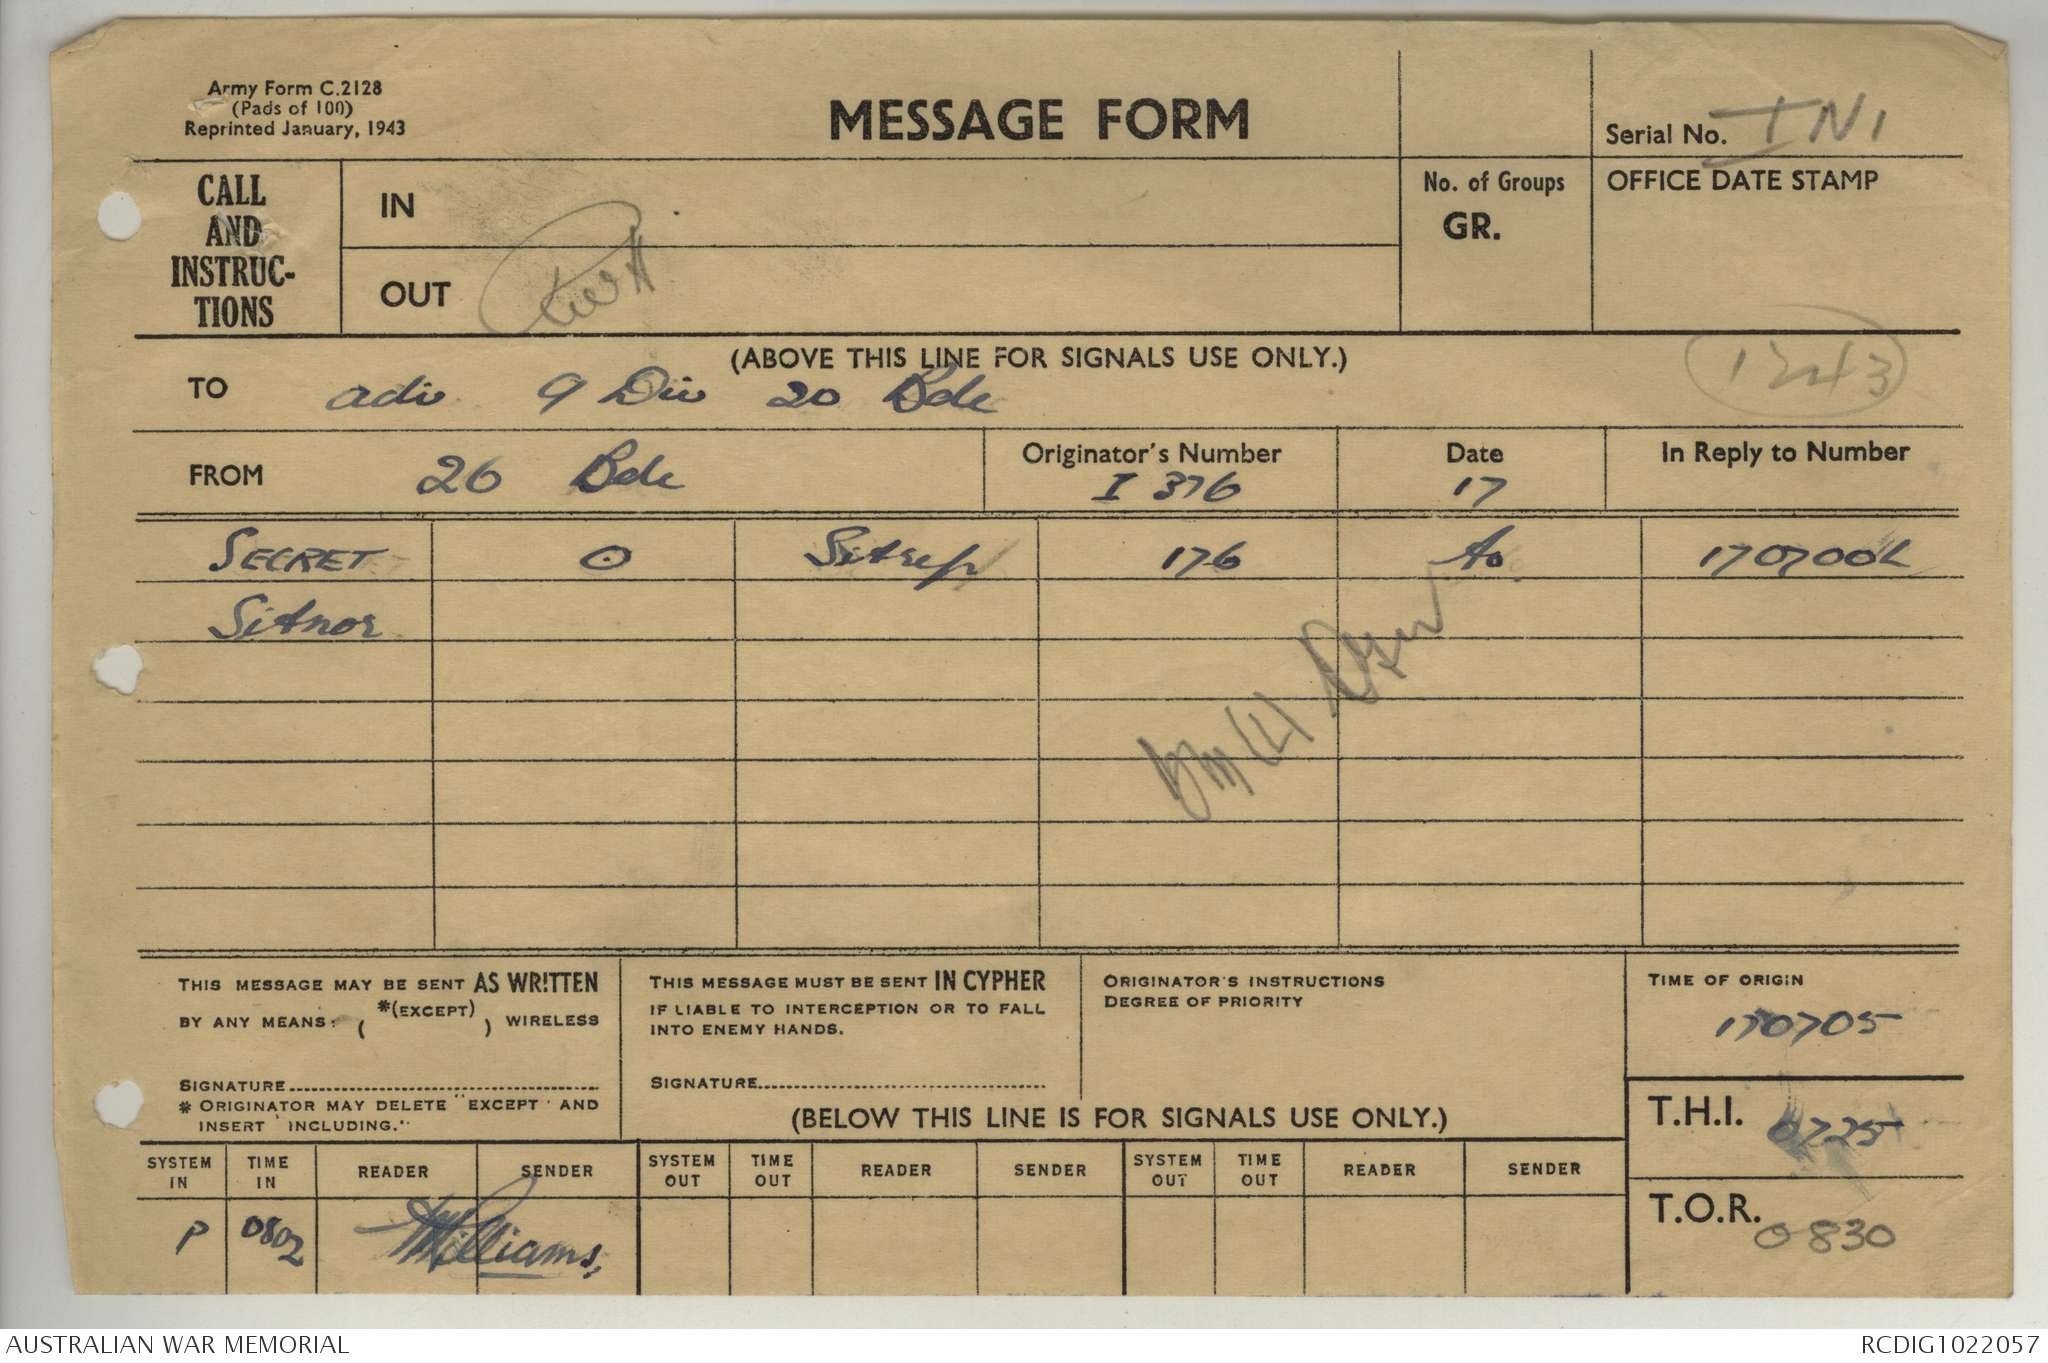 Army Form C.2128
(Pads of 100)
Reprinted January, 1943
MESSAGE FORM
Serial No. IN1
CALL AND INSTRUC-TIONS
IN
OUT
No. of Groups
GR.
OFFICE DATE STAMP
(ABOVE THIS LINE FOR SIGNALS USE ONLY.)
1243
TO adv 9 Div 20 Bde
FROM 26 Bde
Originator's Number
I 376
Date
17
In Reply to Number
SECRET O Sitrep 176 To 170700L
Sitnor
THIS MESSAGE MAY BE SENT AS WRITTEN
BY ANY MEANS: ( *(EXCEPT) ) WIRELESS
SIGNATURE
* ORIGINATOR MAY DELETE "EXCEPT" AND
INSERT "INCLUDING."
THIS MESSAGE MUST BE SENT IN CYPHER
IF LIABLE TO INTERCEPTION OR TO FALL
INTO ENEMY HANDS.
SIGNATURE
ORIGINATOR'S INSTRUCTIONS
DEGREE OF PRIORITY
(BELOW THIS LINE IS FOR SIGNALS USE ONLY.)
TIME OF ORIGIN
170705
T.H.I. 0725
T.O.R. 0830
SYSTEM IN TIME IN READER SENDER SYSTEM OUT TIME OUT READER SENDER SYSTEM OUT TIME OUT READER SENDER
P 0802 Williams
AUSTRALIAN WAR MEMORIAL
RCDIG1022057